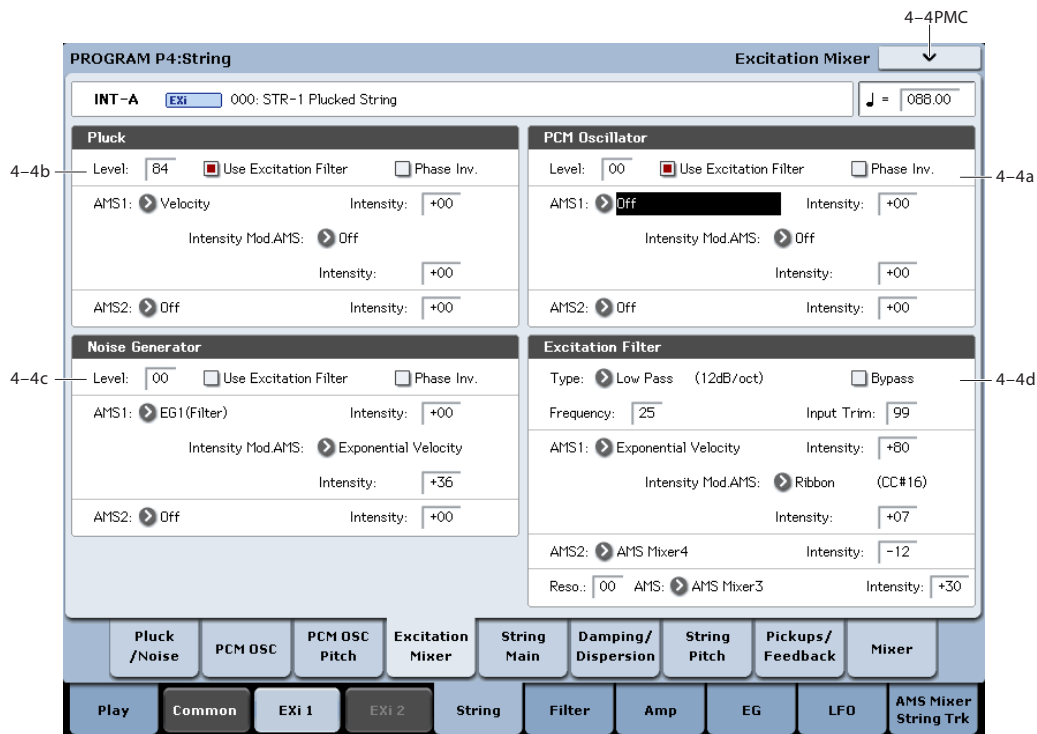 4–4PMC
PROGRAM P4:String
Excitation Mixer
INT-A EXi 000: STR-1 Plucked String
♩ = 088.00
Pluck
4–4b
Level: 84 Use Excitation Filter Phase Inv.
AMS1: Velocity Intensity: +00
Intensity Mod.AMS: Off
Intensity: +00
AMS2: Off Intensity: +00
PCM Oscillator
Level: 00 Use Excitation Filter Phase Inv.
4–4a
AMS1: Off Intensity: +00
Intensity Mod.AMS: Off
Intensity: +00
AMS2: Off Intensity: +00
Noise Generator
4–4c
Level: 00 Use Excitation Filter Phase Inv.
AMS1: EG1(Filter) Intensity: +00
Intensity Mod.AMS: Exponential Velocity
Intensity: +36
AMS2: Off Intensity: +00
Excitation Filter
Type: Low Pass (12dB/oct) Bypass
4–4d
Frequency: 25 Input Trim: 99
AMS1: Exponential Velocity Intensity: +80
Intensity Mod.AMS: Ribbon (CC#16)
Intensity: +07
AMS2: AMS Mixer4 Intensity: -12
Reso.: 00 AMS: AMS Mixer3 Intensity: +30
Pluck
/Noise
PCM OSC
PCM OSC
Pitch
Excitation
Mixer
String
Main
Damping/
Dispersion
String
Pitch
Pickups/
Feedback
Mixer
Play
Common
EXi 1
EXi 2
String
Filter
Amp
EG
LFO
AMS Mixer
String Trk